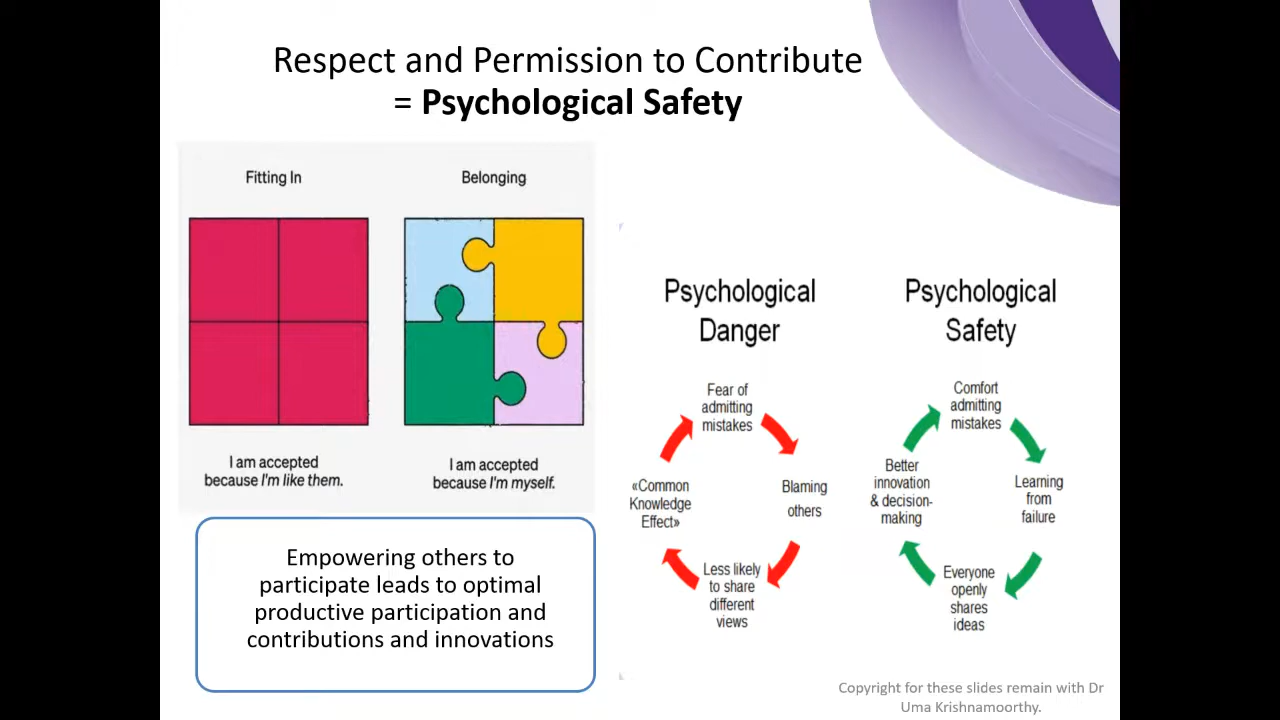 Respect and Permission to Contribute
= Psychological Safety
Fitting In
Belonging
I am accepted
because I'm like them.
I am accepted
because I'm myself.
Empowering others to
participate leads to optimal
productive participation and
contributions and innovations
Psychological
Danger
Fear of
admitting
mistakes
Blaming
others
Less likely
to share
different
views
«Common
Knowledge
Effect»
Psychological
Safety
Comfort
admitting
mistakes
Learning
from
failure
Everyone
openly
shares
ideas
Better
innovation
& decision-
making
Copyright for these slides remain with Dr
Uma Krishnamoorthy.